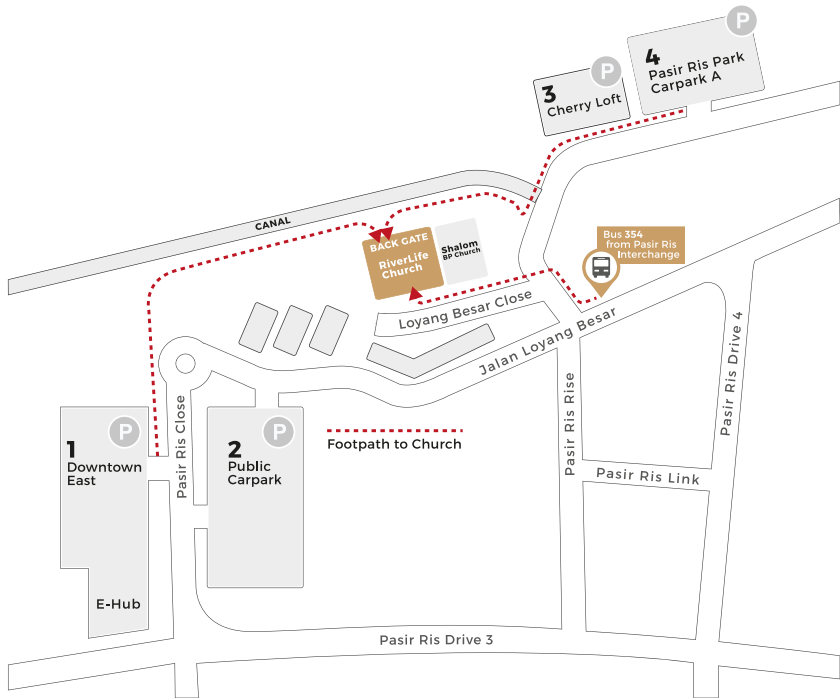 P
4
Pasir Ris Park
Carpark A
P
3
Cherry Loft
CANAL
BACK GATE
RiverLife
Church
Shalom
BP Church
Bus 354
from Pasir Ris
Interchange
Loyang Besar Close
Jalan Loyang Besar
Pasir Ris Drive 4
Pasir Ris Rise
Pasir Ris Link
Pasir Ris Close
P
1
Downtown
East
E-Hub
P
2
Public
Carpark
Footpath to Church
Pasir Ris Drive 3